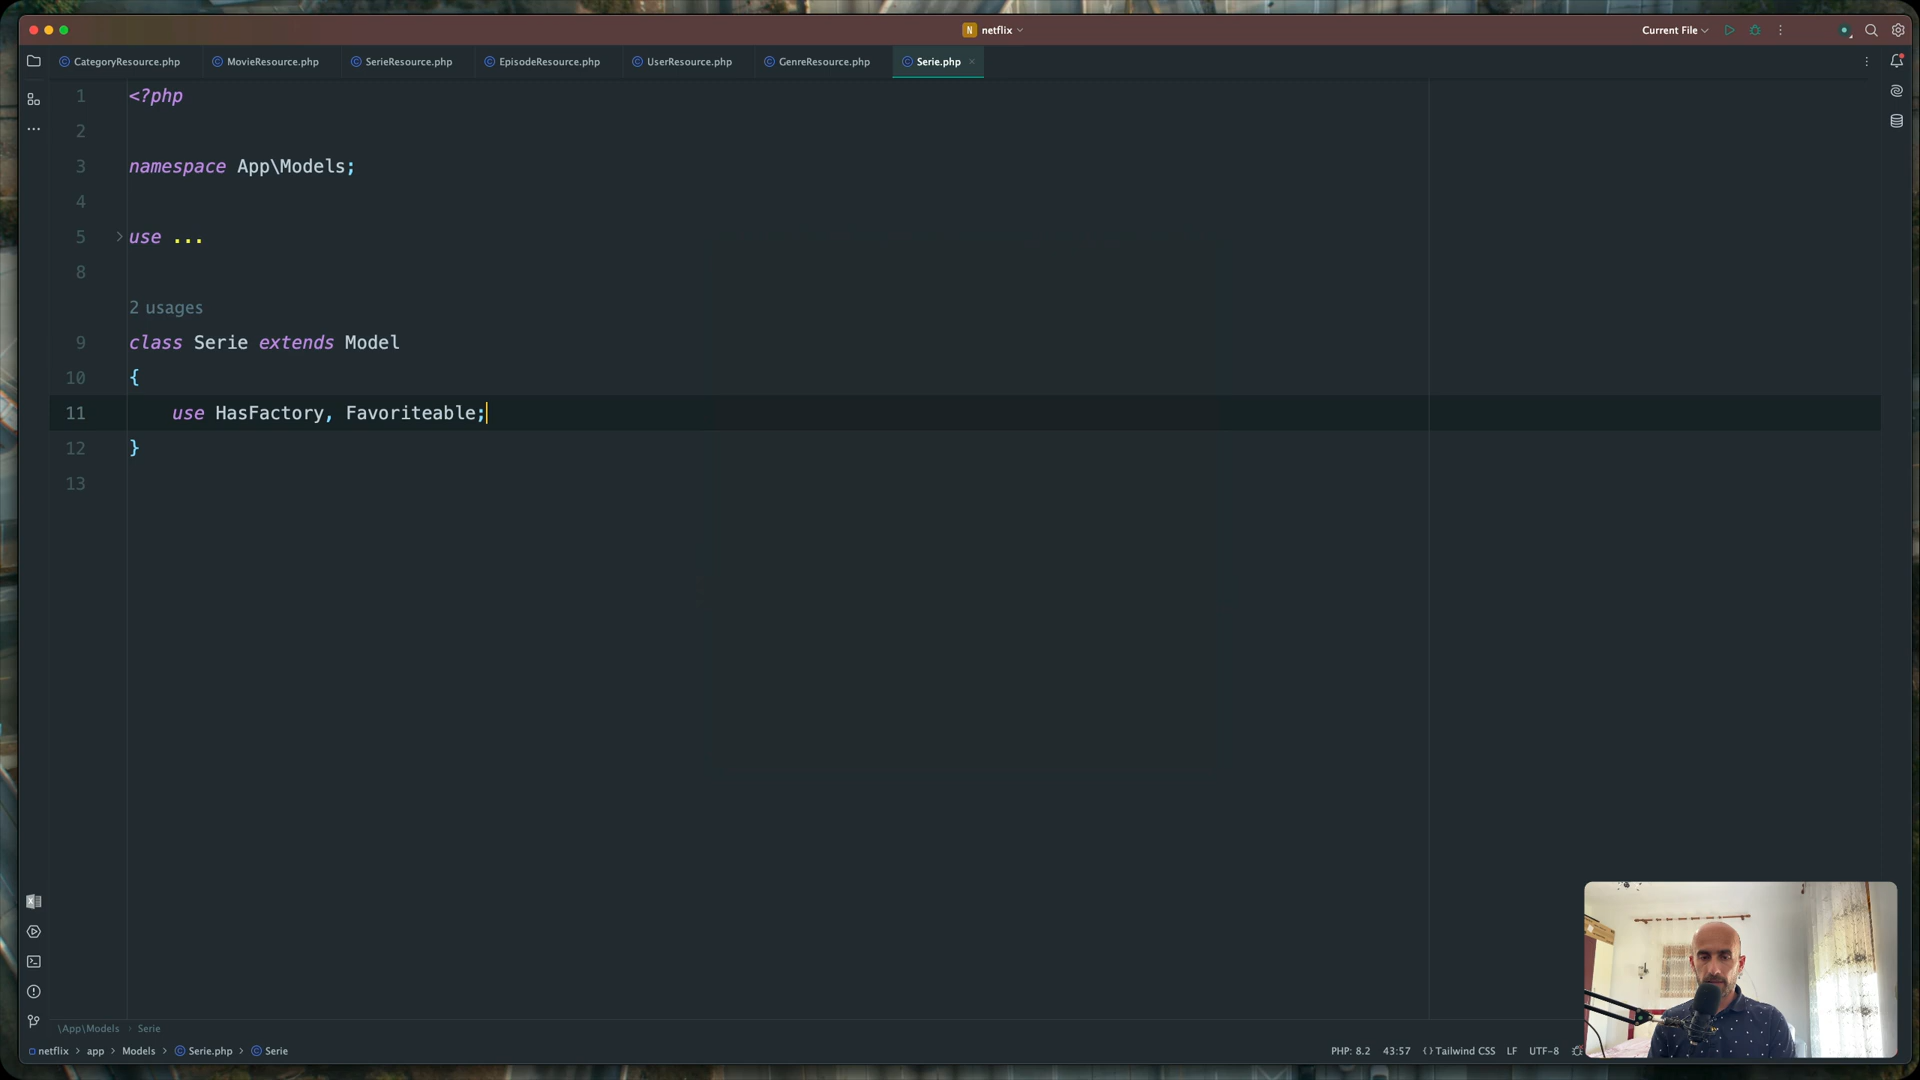 N netflix
Current File
CategoryResource.php
MovieResource.php
SerieResource.php
EpisodeResource.php
UserResource.php
GenreResource.php
Serie.php
1 <?php
2
3 namespace App\Models;
4
5 use ...
8
2 usages
9 class Serie extends Model
10 {
11 use HasFactory, Favoriteable;
12 }
13
\App\Models > Serie
netflix > app > Models > Serie.php > Serie
PHP: 8.2 43:57 Tailwind CSS LF UTF-8